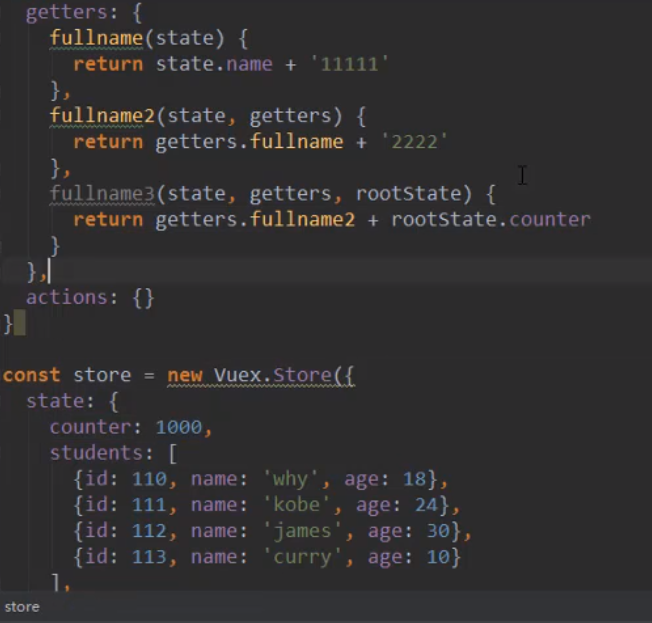 getters: {
fullname(state) {
return state.name + '11111'
},
fullname2(state, getters) {
return getters.fullname + '2222'
},
fullname3(state, getters, rootState) {
return getters.fullname2 + rootState.counter
}
},
actions: {}
}
const store = new Vuex.Store({
state: {
counter: 1000,
students: [
{id: 110, name: 'why', age: 18},
{id: 111, name: 'kobe', age: 24},
{id: 112, name: 'james', age: 30},
{id: 113, name: 'curry', age: 10}
],
store